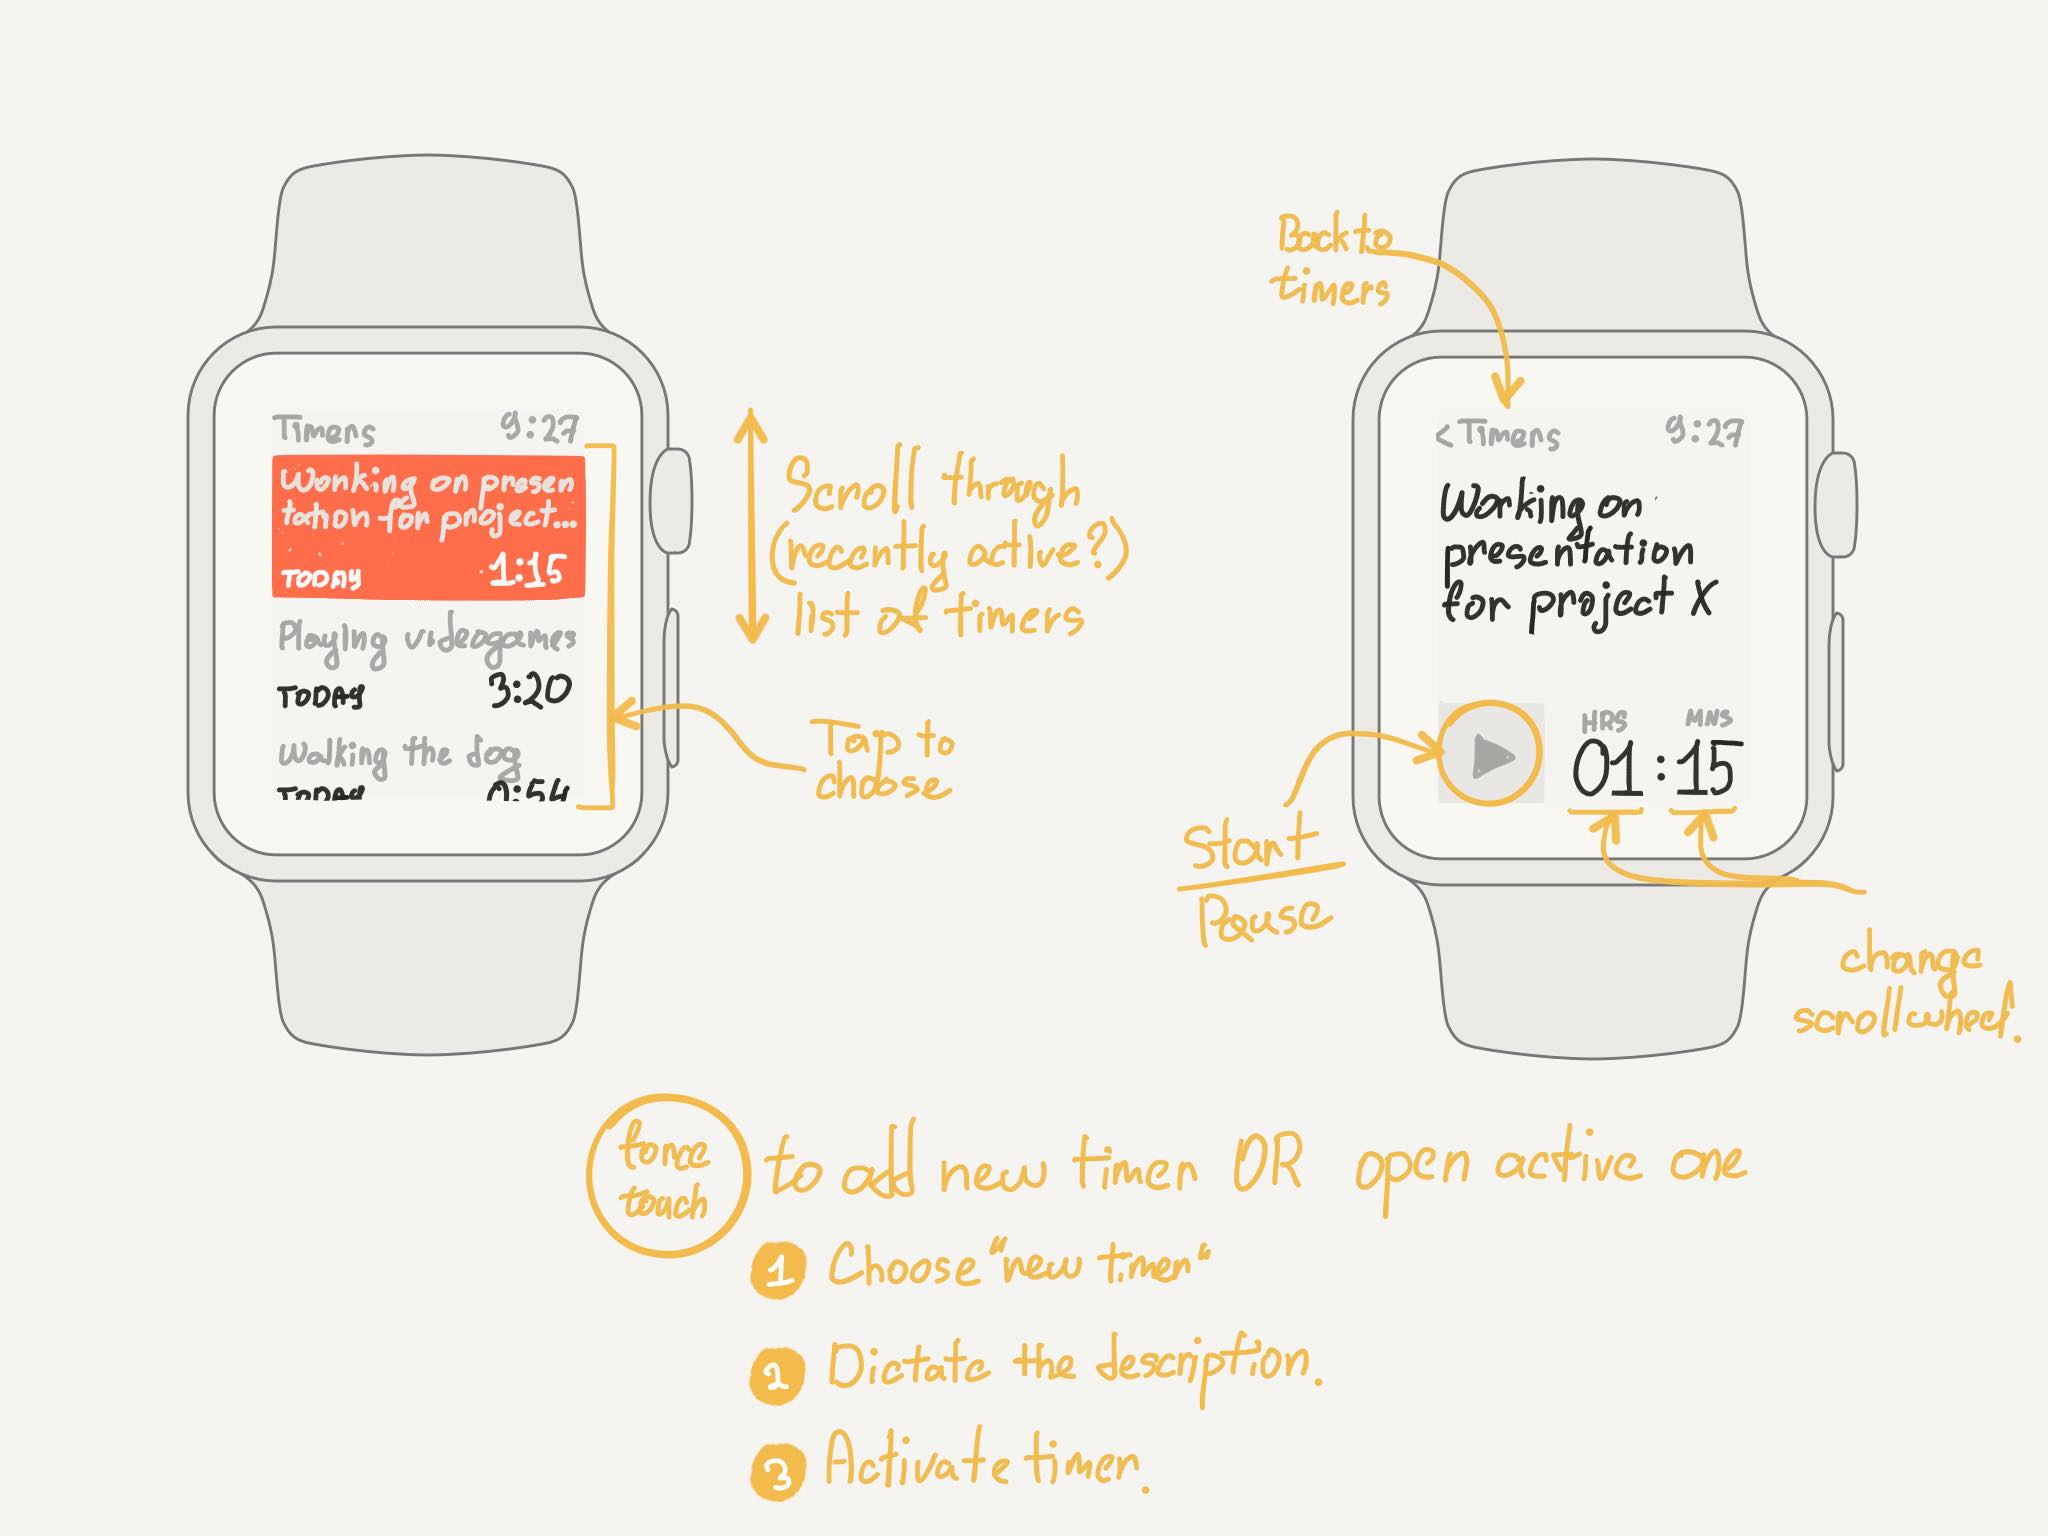 Timers 9:27
Working on presen
tation for project...
TODAY 1:15
Playing videogames
TODAY 3:20
Walking the dog
TODAY 0:54
Scroll through
(recently active?)
list of timers
Tap to
choose
Back to
timers
< Timers 9:27
Working on
presentation
for project X
HRS MNS
01:15
Start
Pause
change
scrollwheel.
force
touch
to add new timer OR open active one
1 Choose "new timer"
2 Dictate the description.
3 Activate timer.